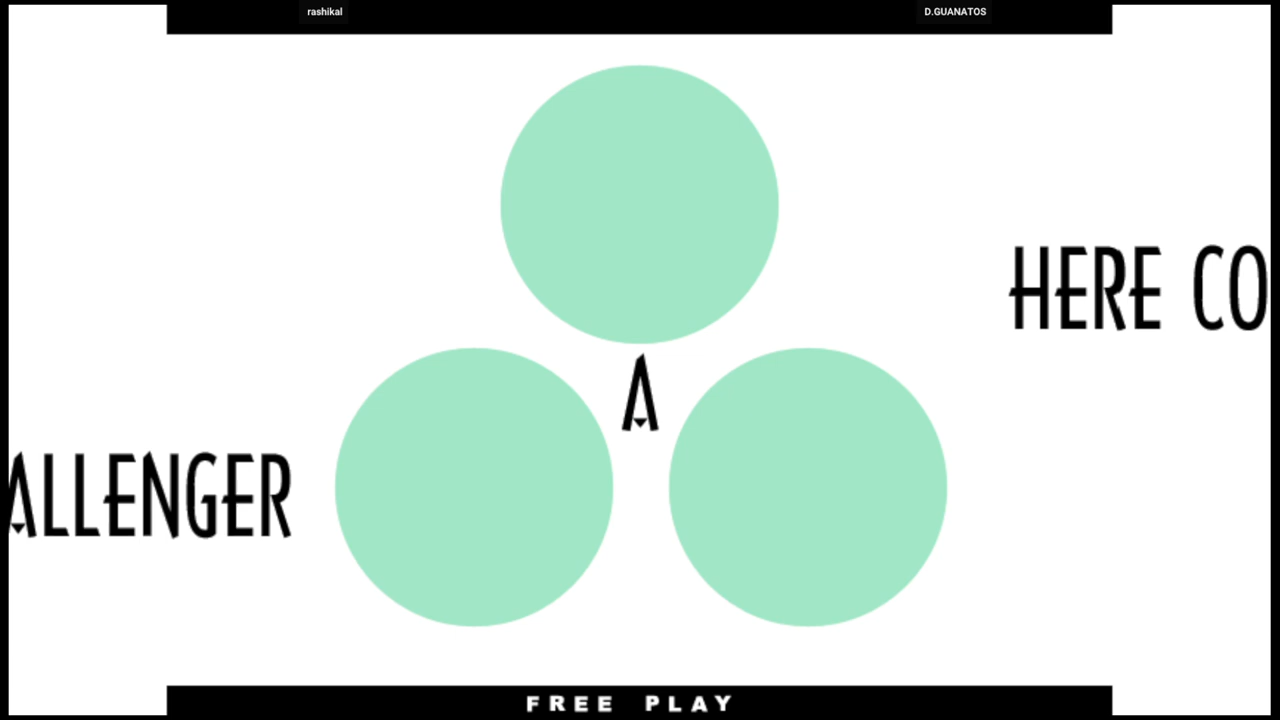 rashikal
D.GUANATOS
HERE CO
A
ALLENGER
FREE PLAY